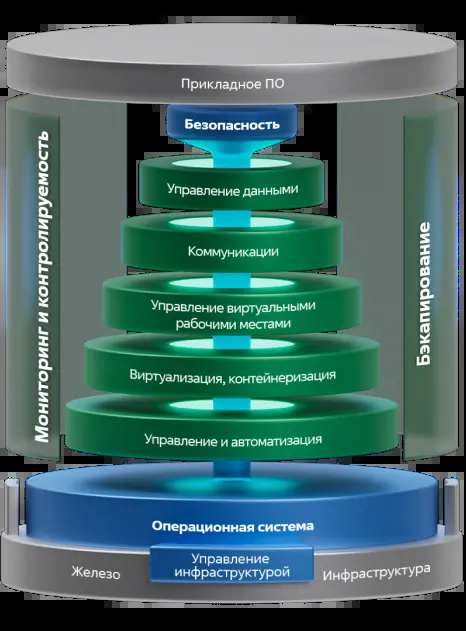 Прикладное ПО
Безопасность
Мониторинг и контролируемость
Управление данными
Коммуникации
Бэкапирование
Управление виртуальными
рабочими местами
Виртуализация, контейнеризация
Управление и автоматизация
Операционная система
Железо
Управление
инфраструктурой
Инфраструктура